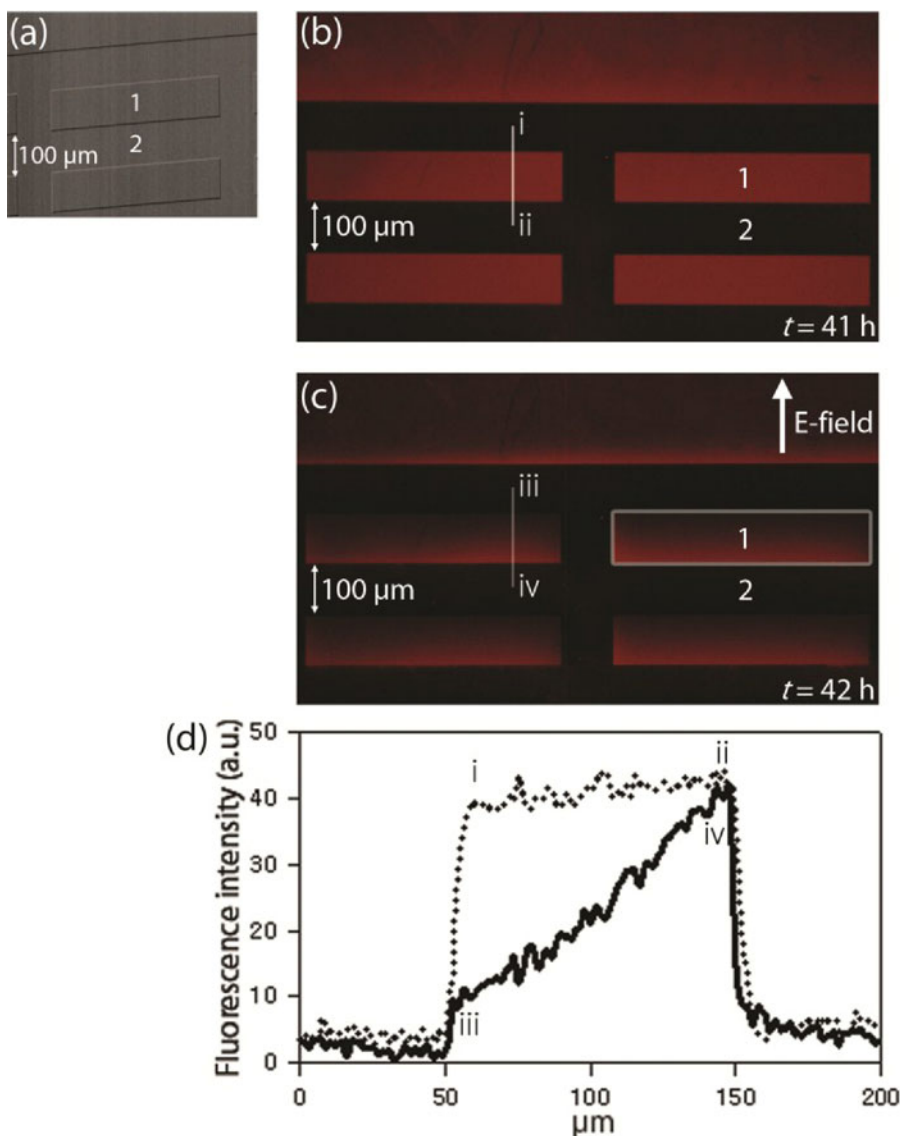 (a)
1
2
100 µm
(b)
i
ii
1
2
100 µm
t = 41 h
(c)
E-field
iii
iv
1
2
100 µm
t = 42 h
(d)
Fluorescence intensity (a.u.)
50
40
30
20
10
0
i
ii
iii
iv
0 50 100 150 200
µm